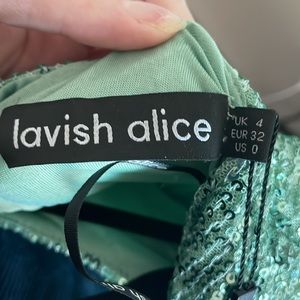 lavish alice
UK 4
EUR 32
US 0